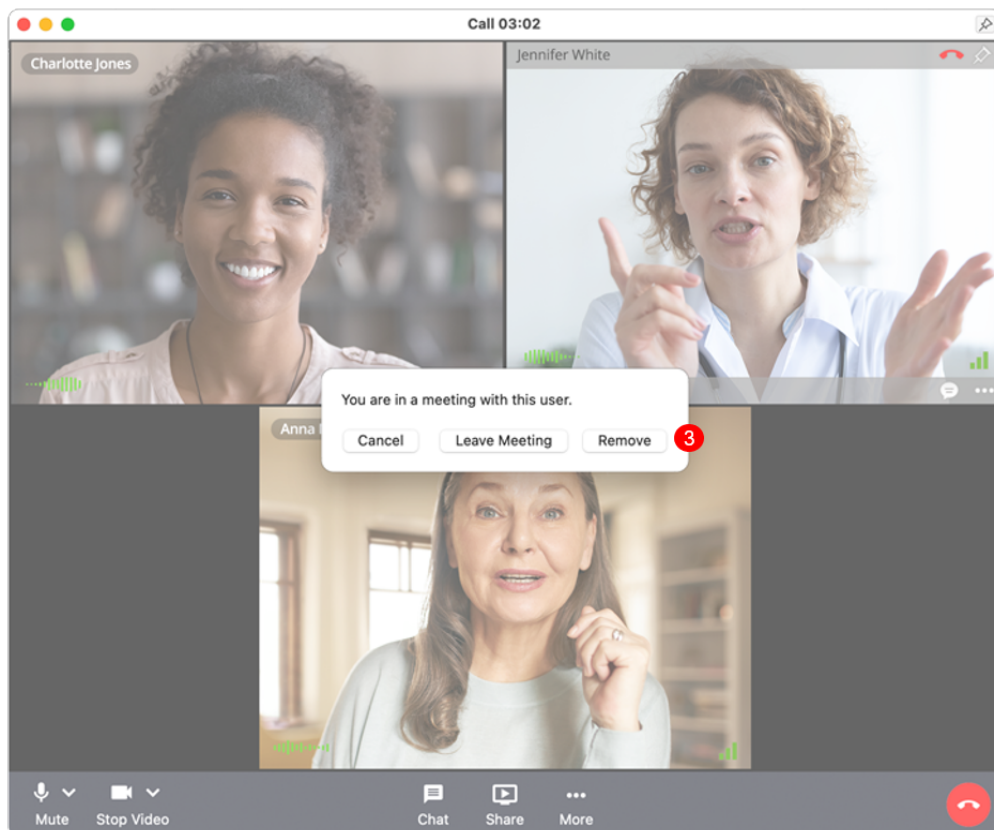 Call 03:02
Charlotte Jones
Jennifer White
You are in a meeting with this user.
Cancel Leave Meeting Remove 3
Anna
Mute Stop Video Chat Share More